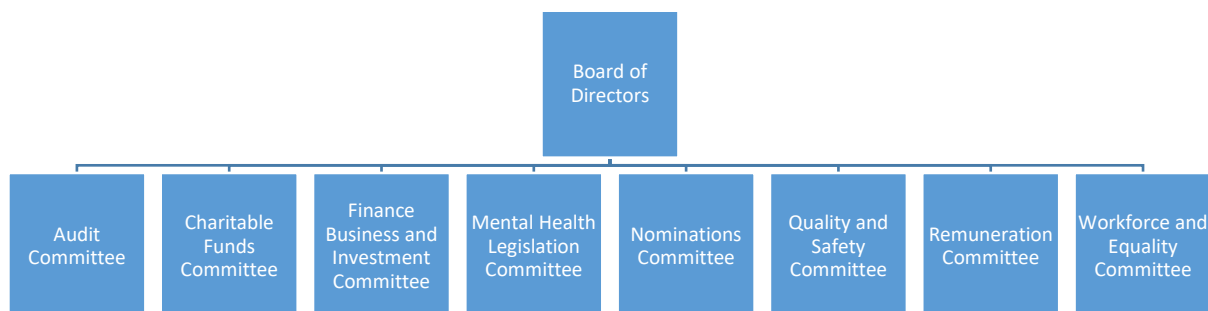 Board of
Directors
Audit
Committee
Charitable
Funds
Committee
Finance
Business and
Investment
Committee
Mental Health
Legislation
Committee
Nominations
Committee
Quality and
Safety
Committee
Remuneration
Committee
Workforce and
Equality
Committee